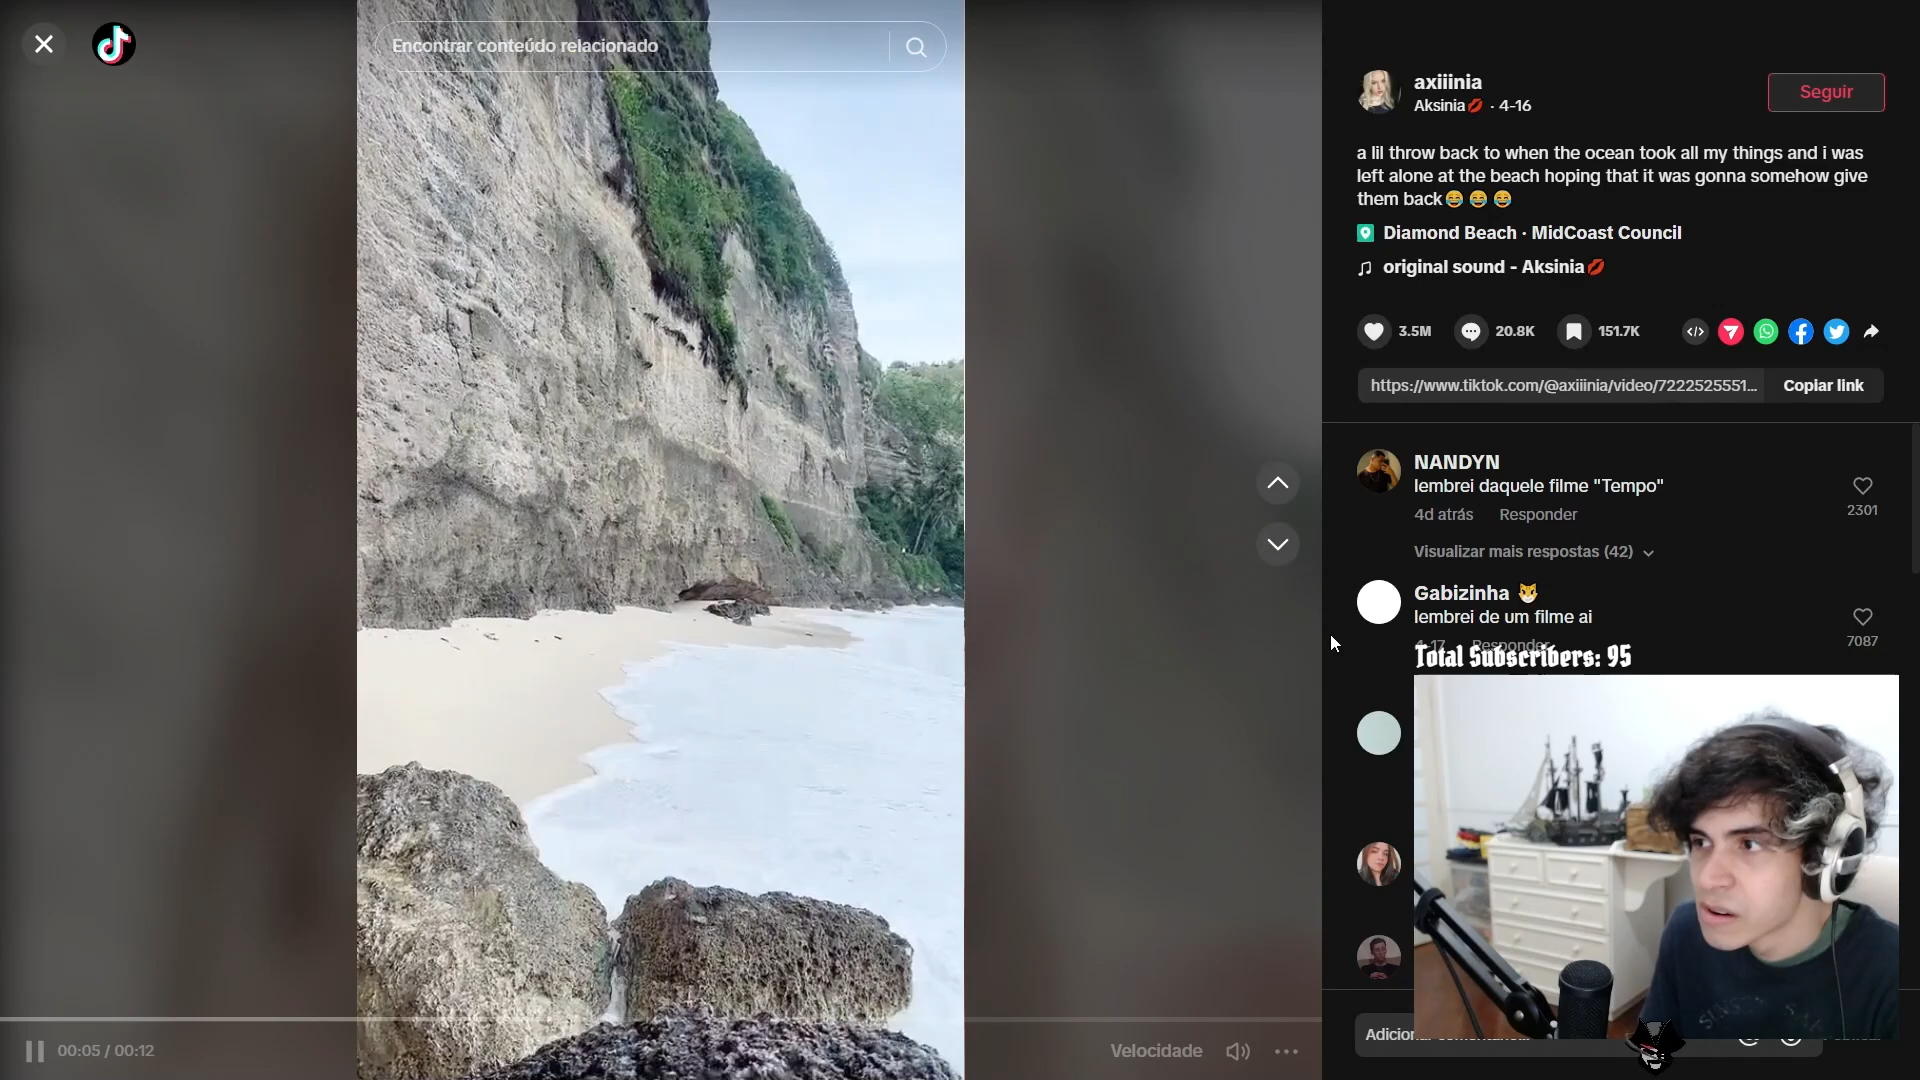 Encontrar conteúdo relacionado
axiiinia
Aksinia💋 · 4-16
Seguir
a lil throw back to when the ocean took all my things and i was
left alone at the beach hoping that it was gonna somehow give
them back😂 😂 😂
Diamond Beach · MidCoast Council
original sound - Aksinia💋
3.5M
20.8K
151.7K
https://www.tiktok.com/@axiiinia/video/7222525551...
Copiar link
NANDYN
lembrei daquele filme "Tempo"
4d atrás Responder
2301
Visualizar mais respostas (42)
Gabizinha 😼
lembrei de um filme ai
4-17 Responder
7087
Total Subscribers: 95
00:05 / 00:12
Velocidade